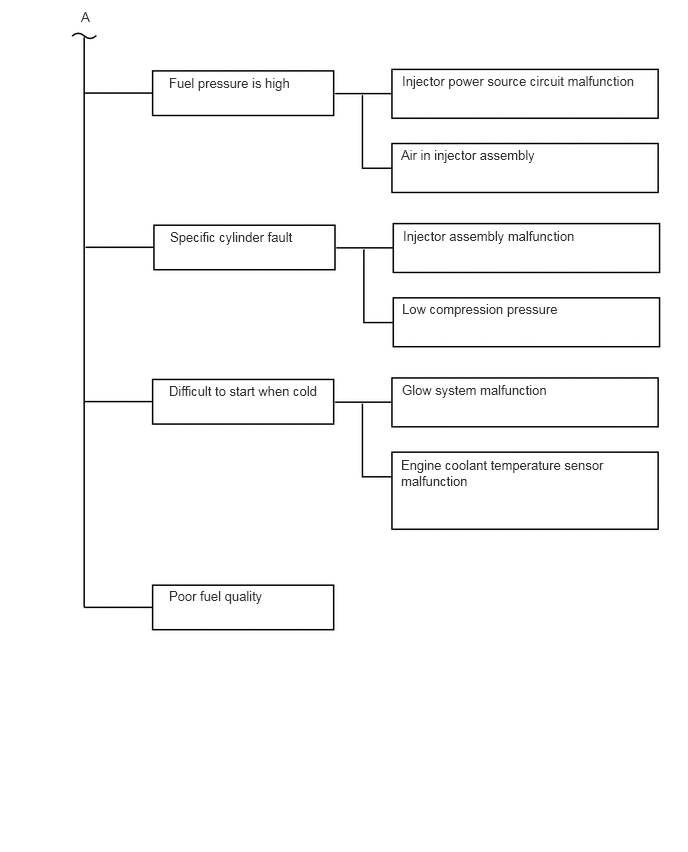 A
Fuel pressure is high
Injector power source circuit malfunction
Air in injector assembly
Specific cylinder fault
Injector assembly malfunction
Low compression pressure
Difficult to start when cold
Glow system malfunction
Engine coolant temperature sensor
malfunction
Poor fuel quality